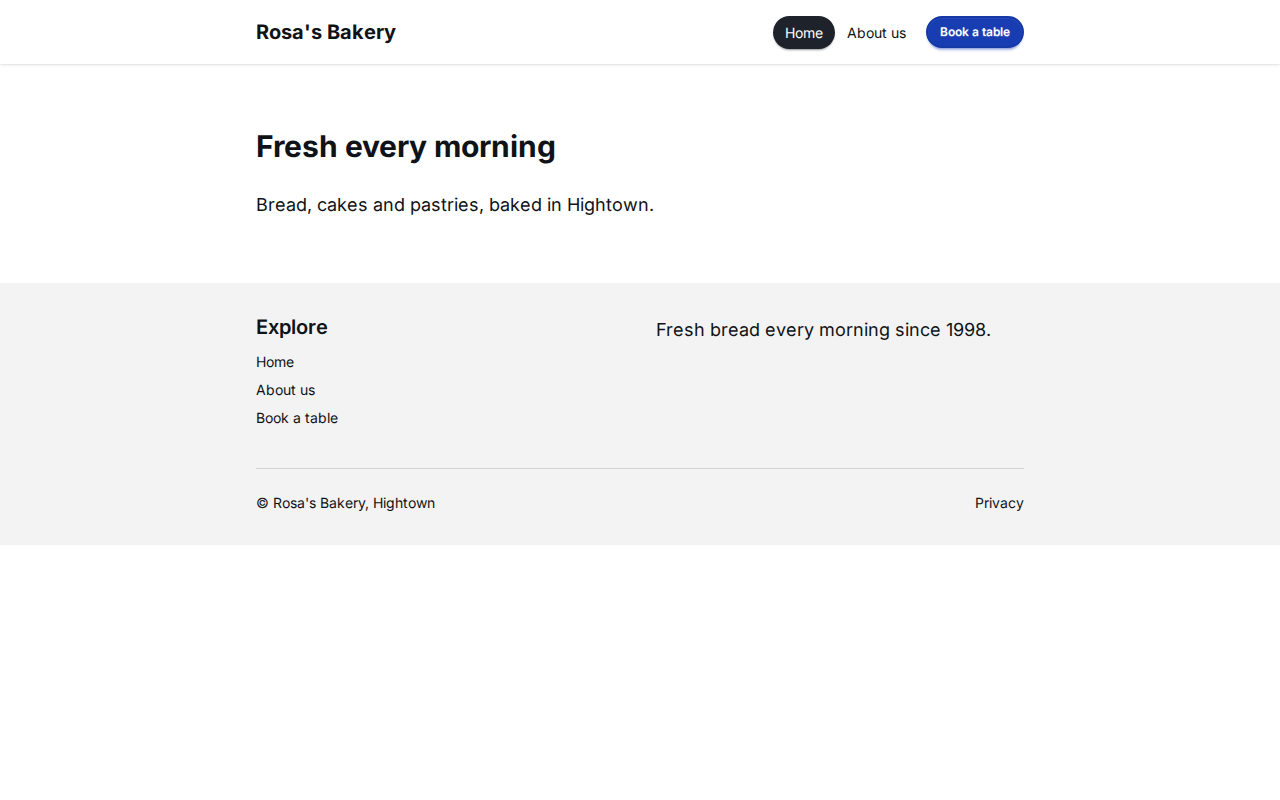 Rosa's Bakery
Home
About us
Book a table
Fresh every morning
Bread, cakes and pastries, baked in Hightown.
Explore
Home
About us
Book a table
Fresh bread every morning since 1998.
© Rosa's Bakery, Hightown
Privacy